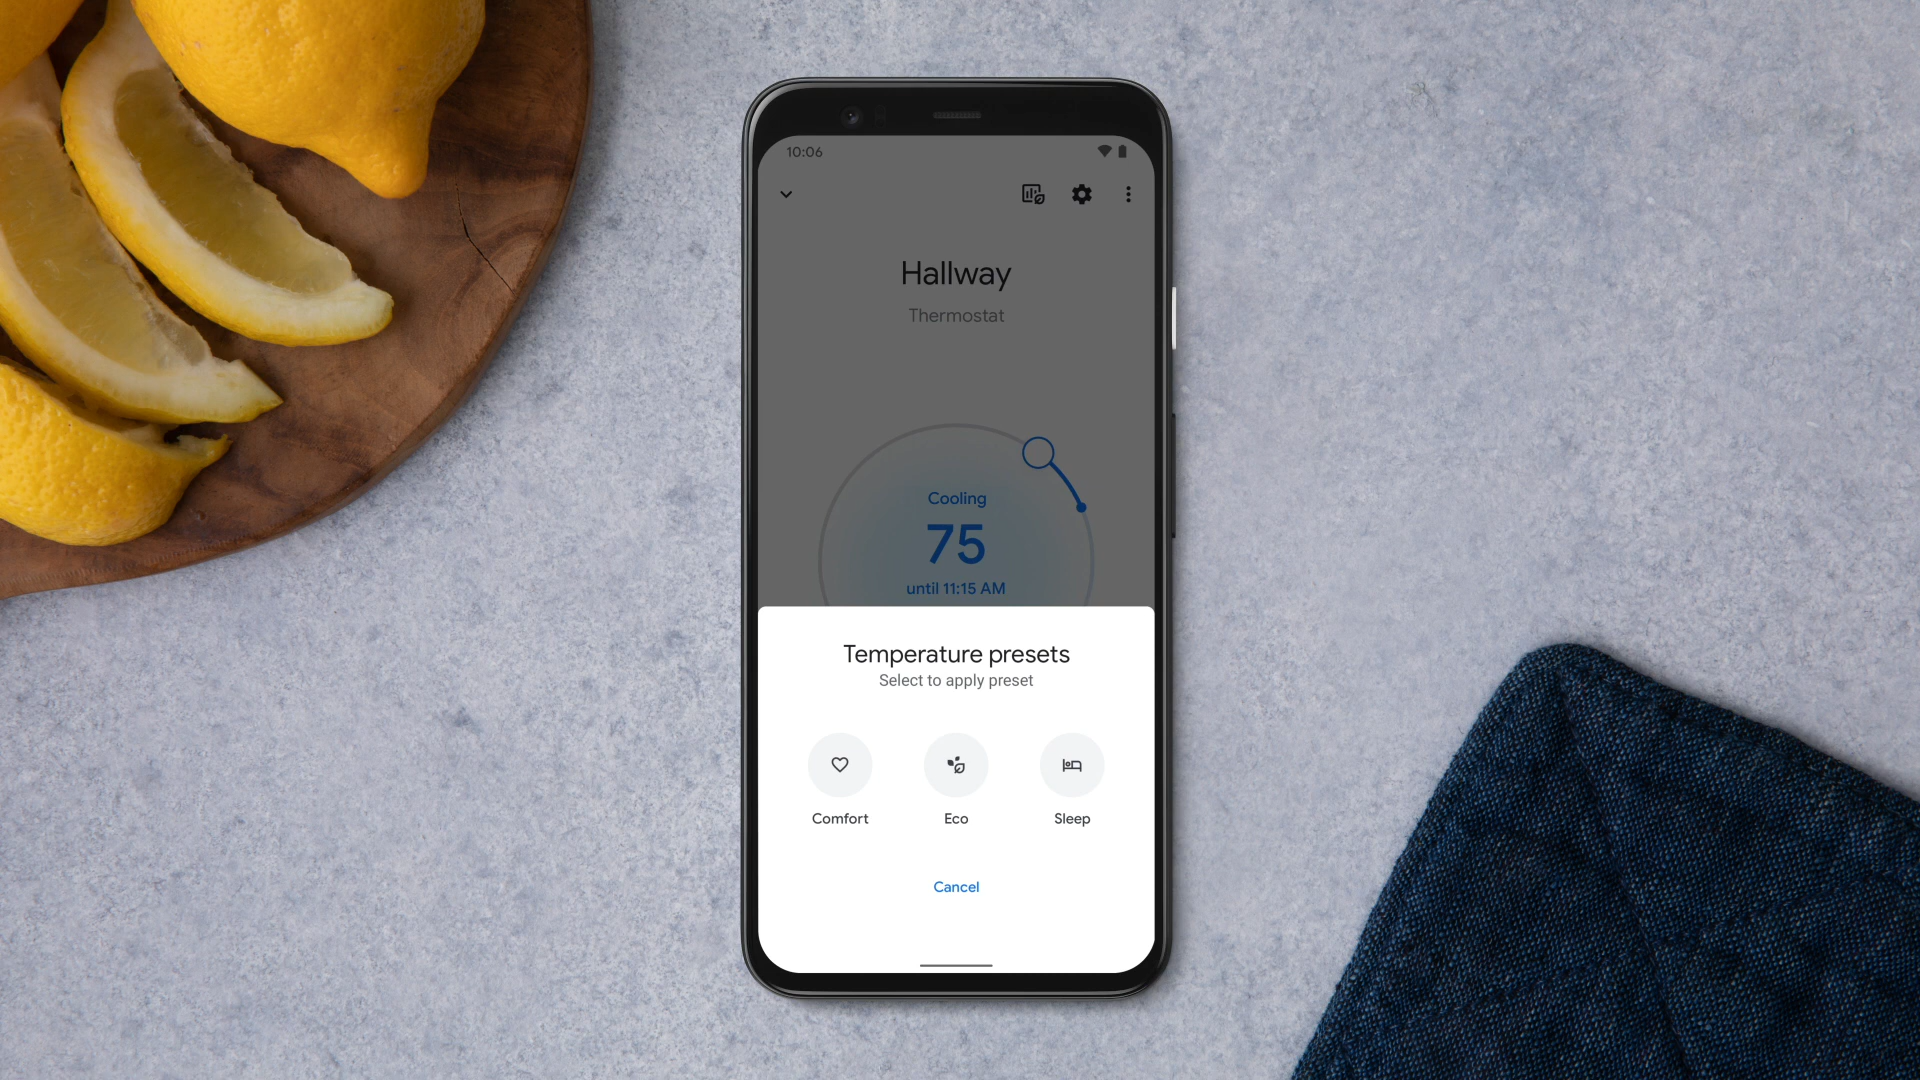 10:06
Hallway
Thermostat
Cooling
75
until 11:15 AM
Temperature presets
Select to apply preset
Comfort
Eco
Sleep
Cancel